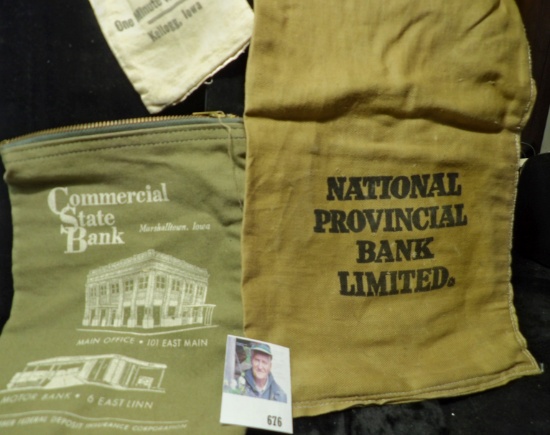 One Minute
Kellogg, Iowa
Commercial
State
Bank
Marshalltown, Iowa
MAIN OFFICE • 101 EAST MAIN
MOTOR BANK • 6 EAST LINN
FEDERAL DEPOSIT INSURANCE CORPORATION
NATIONAL
PROVINCIAL
BANK
LIMITED.
676